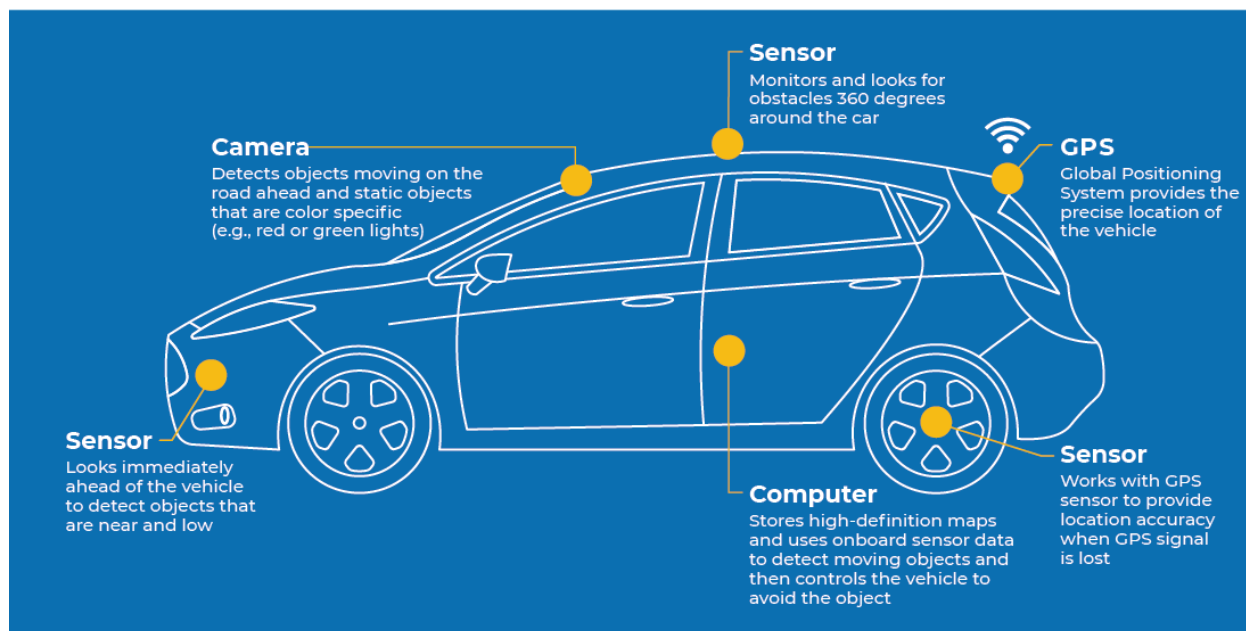 Sensor
Monitors and looks for
obstacles 360 degrees
around the car
Camera
Detects objects moving on the
road ahead and static objects
that are color specific
(e.g., red or green lights)
GPS
Global Positioning
System provides the
precise location of
the vehicle
Sensor
Looks immediately
ahead of the vehicle
to detect objects that
are near and low
Computer
Stores high-definition maps
and uses onboard sensor data
to detect moving objects and
then controls the vehicle to
avoid the object
Sensor
Works with GPS
sensor to provide
location accuracy
when GPS signal
is lost